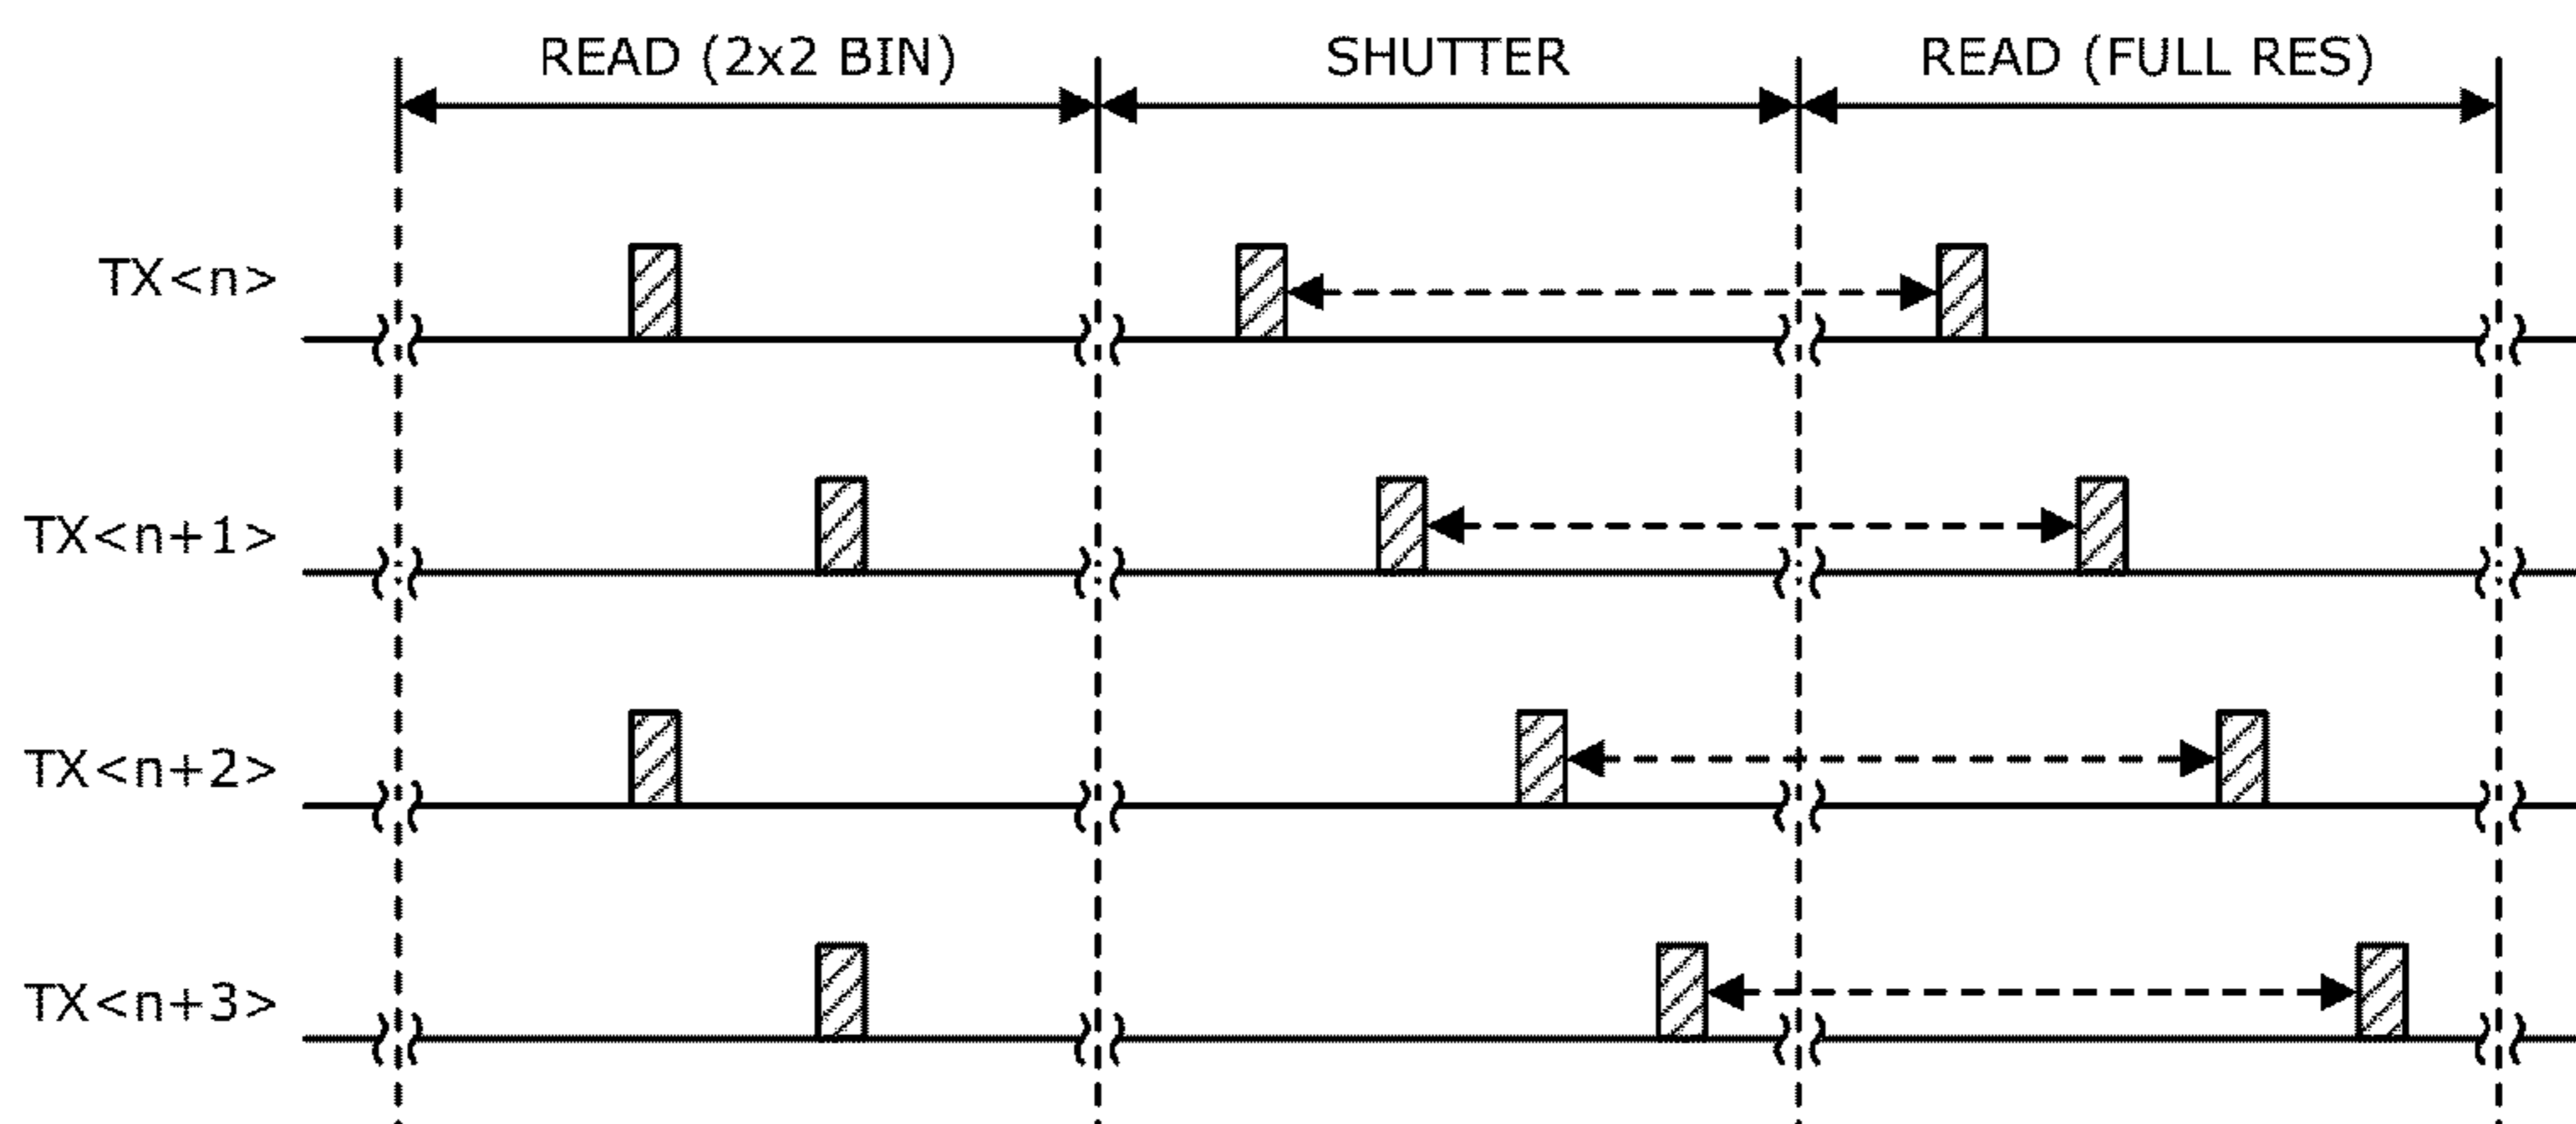 READ (2x2 BIN) SHUTTER READ (FULL RES)
TX<n>
TX<n+1>
TX<n+2>
TX<n+3>